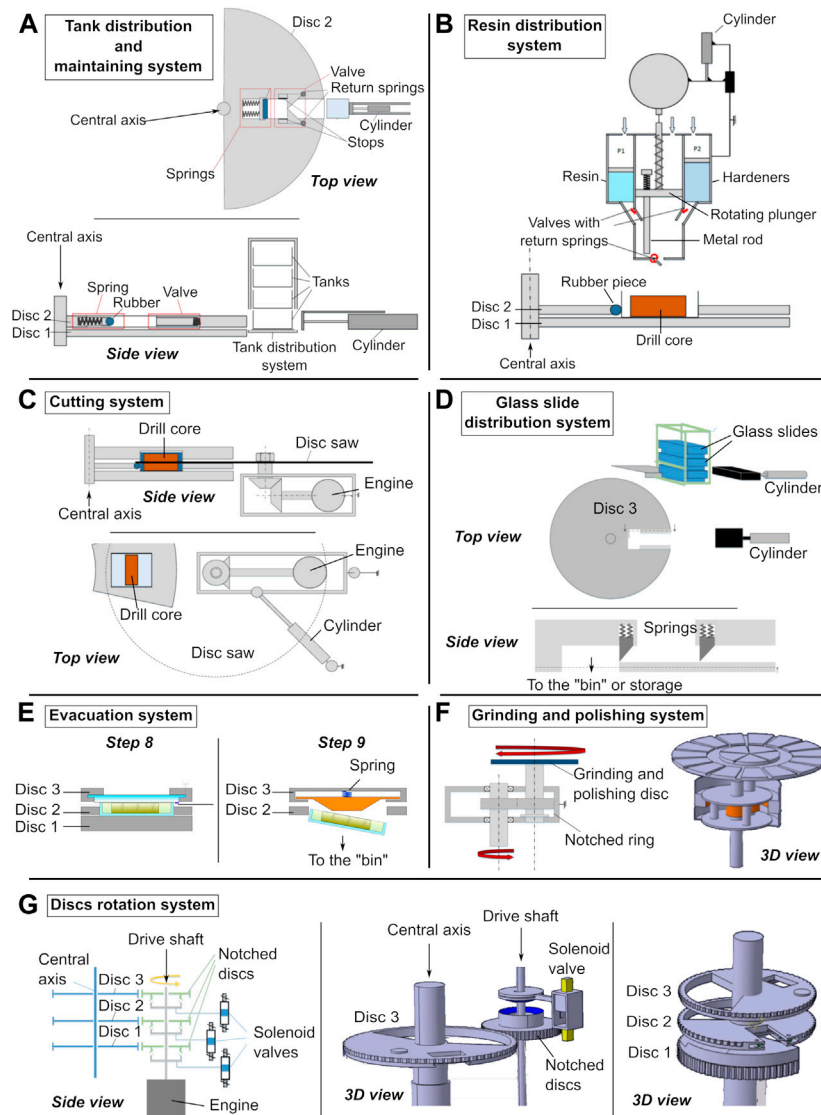 A
Tank distribution
and
maintaining system
Disc 2
Valve
Return springs
Central axis
Cylinder
Stops
Springs
Top view
Central axis
Spring
Rubber
Valve
Tanks
Disc 2
Disc 1
Side view
Tank distribution
system
Cylinder
B
Resin distribution
system
Cylinder
P1
P2
Resin
Hardeners
Valves with
return springs
Rotating plunger
Metal rod
Rubber piece
Disc 2
Disc 1
Drill core
Central axis
C
Cutting system
Drill core
Disc saw
Side view
Engine
Central axis
Engine
Drill core
Cylinder
Top view
Disc saw
D
Glass slide
distribution system
Glass slides
Cylinder
Disc 3
Top view
Cylinder
Side view
Springs
To the "bin" or storage
E
Evacuation system
Step 8
Step 9
Spring
Disc 3
Disc 2
Disc 1
Disc 3
Disc 2
To the "bin"
F
Grinding and polishing system
Grinding and
polishing disc
Notched ring
3D view
G
Discs rotation system
Drive shaft
Central
axis
Disc 3
Disc 2
Disc 1
Notched
discs
Solenoid
valves
Side view
Engine
Central axis
Drive shaft
Solenoid
valve
Disc 3
Notched
discs
3D view
Disc 3
Disc 2
Disc 1
3D view